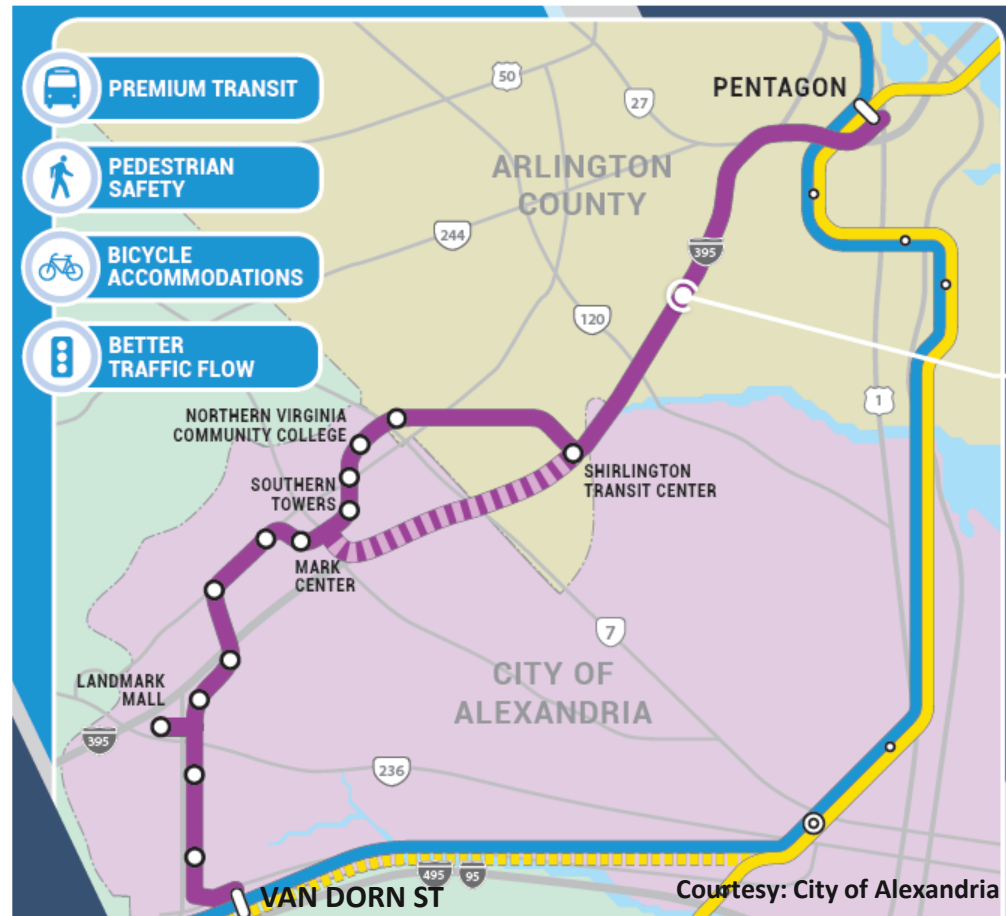 PREMIUM TRANSIT
PEDESTRIAN
SAFETY
BICYCLE
ACCOMMODATIONS
BETTER
TRAFFIC FLOW
50
27
PENTAGON
ARLINGTON
COUNTY
244
395
120
1
NORTHERN VIRGINIA
COMMUNITY COLLEGE
SHIRLINGTON
TRANSIT CENTER
SOUTHERN
TOWERS
MARK
CENTER
7
CITY OF
ALEXANDRIA
LANDMARK
MALL
395
236
495
95
VAN DORN ST
Courtesy: City of Alexandria